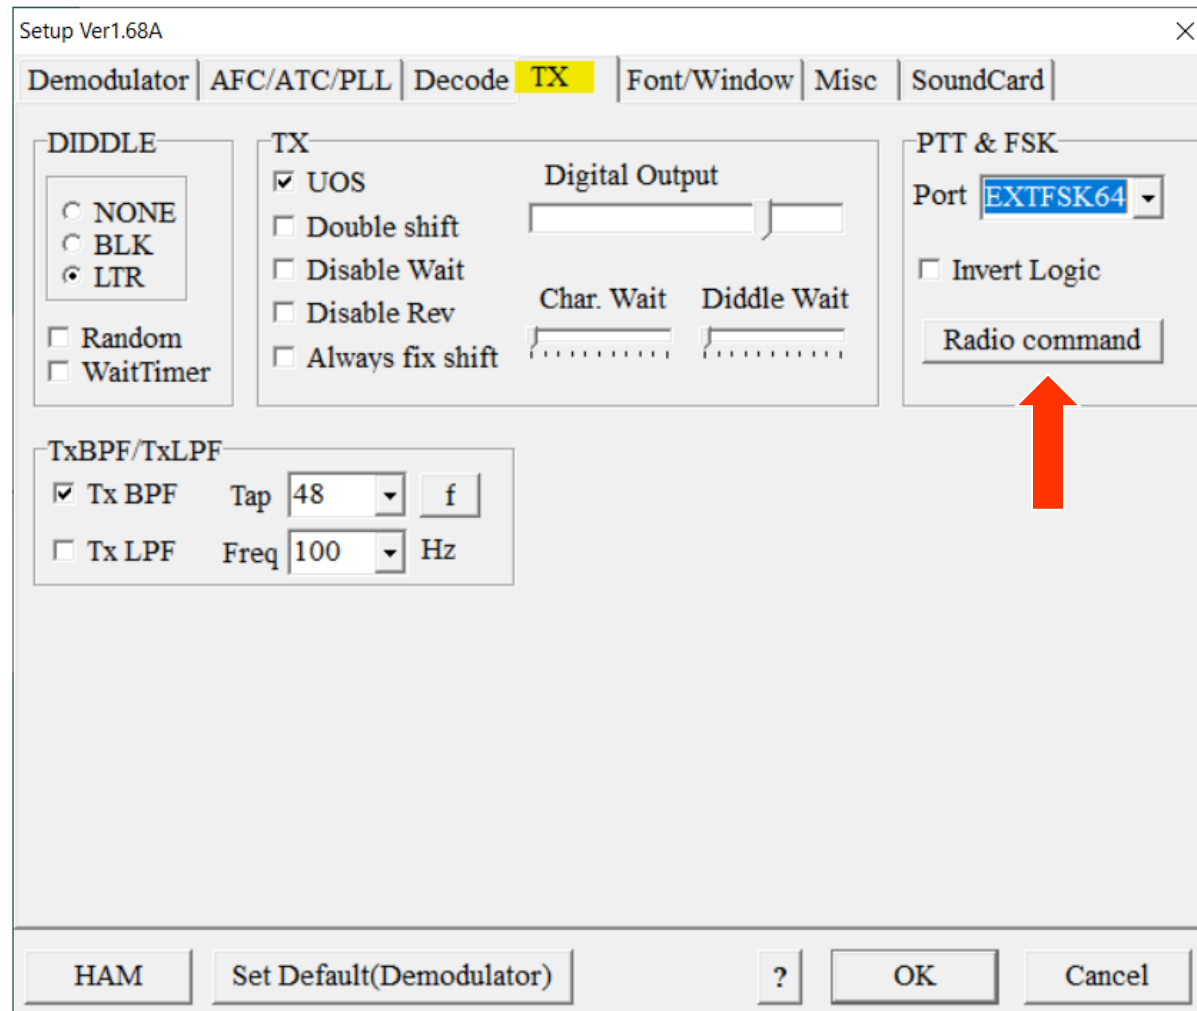 Setup Ver1.68A
Demodulator AFC/ATC/PLL Decode TX Font/Window Misc SoundCard
DIDDLE
NONE
BLK
LTR
Random
WaitTimer
TX
UOS
Double shift
Disable Wait
Disable Rev
Always fix shift
Digital Output
Char. Wait Diddle Wait
PTT & FSK
Port EXTFSK64
Invert Logic
Radio command
TxBPF/TxLPF
Tx BPF Tap 48 f
Tx LPF Freq 100 Hz
HAM Set Default(Demodulator) ? OK Cancel